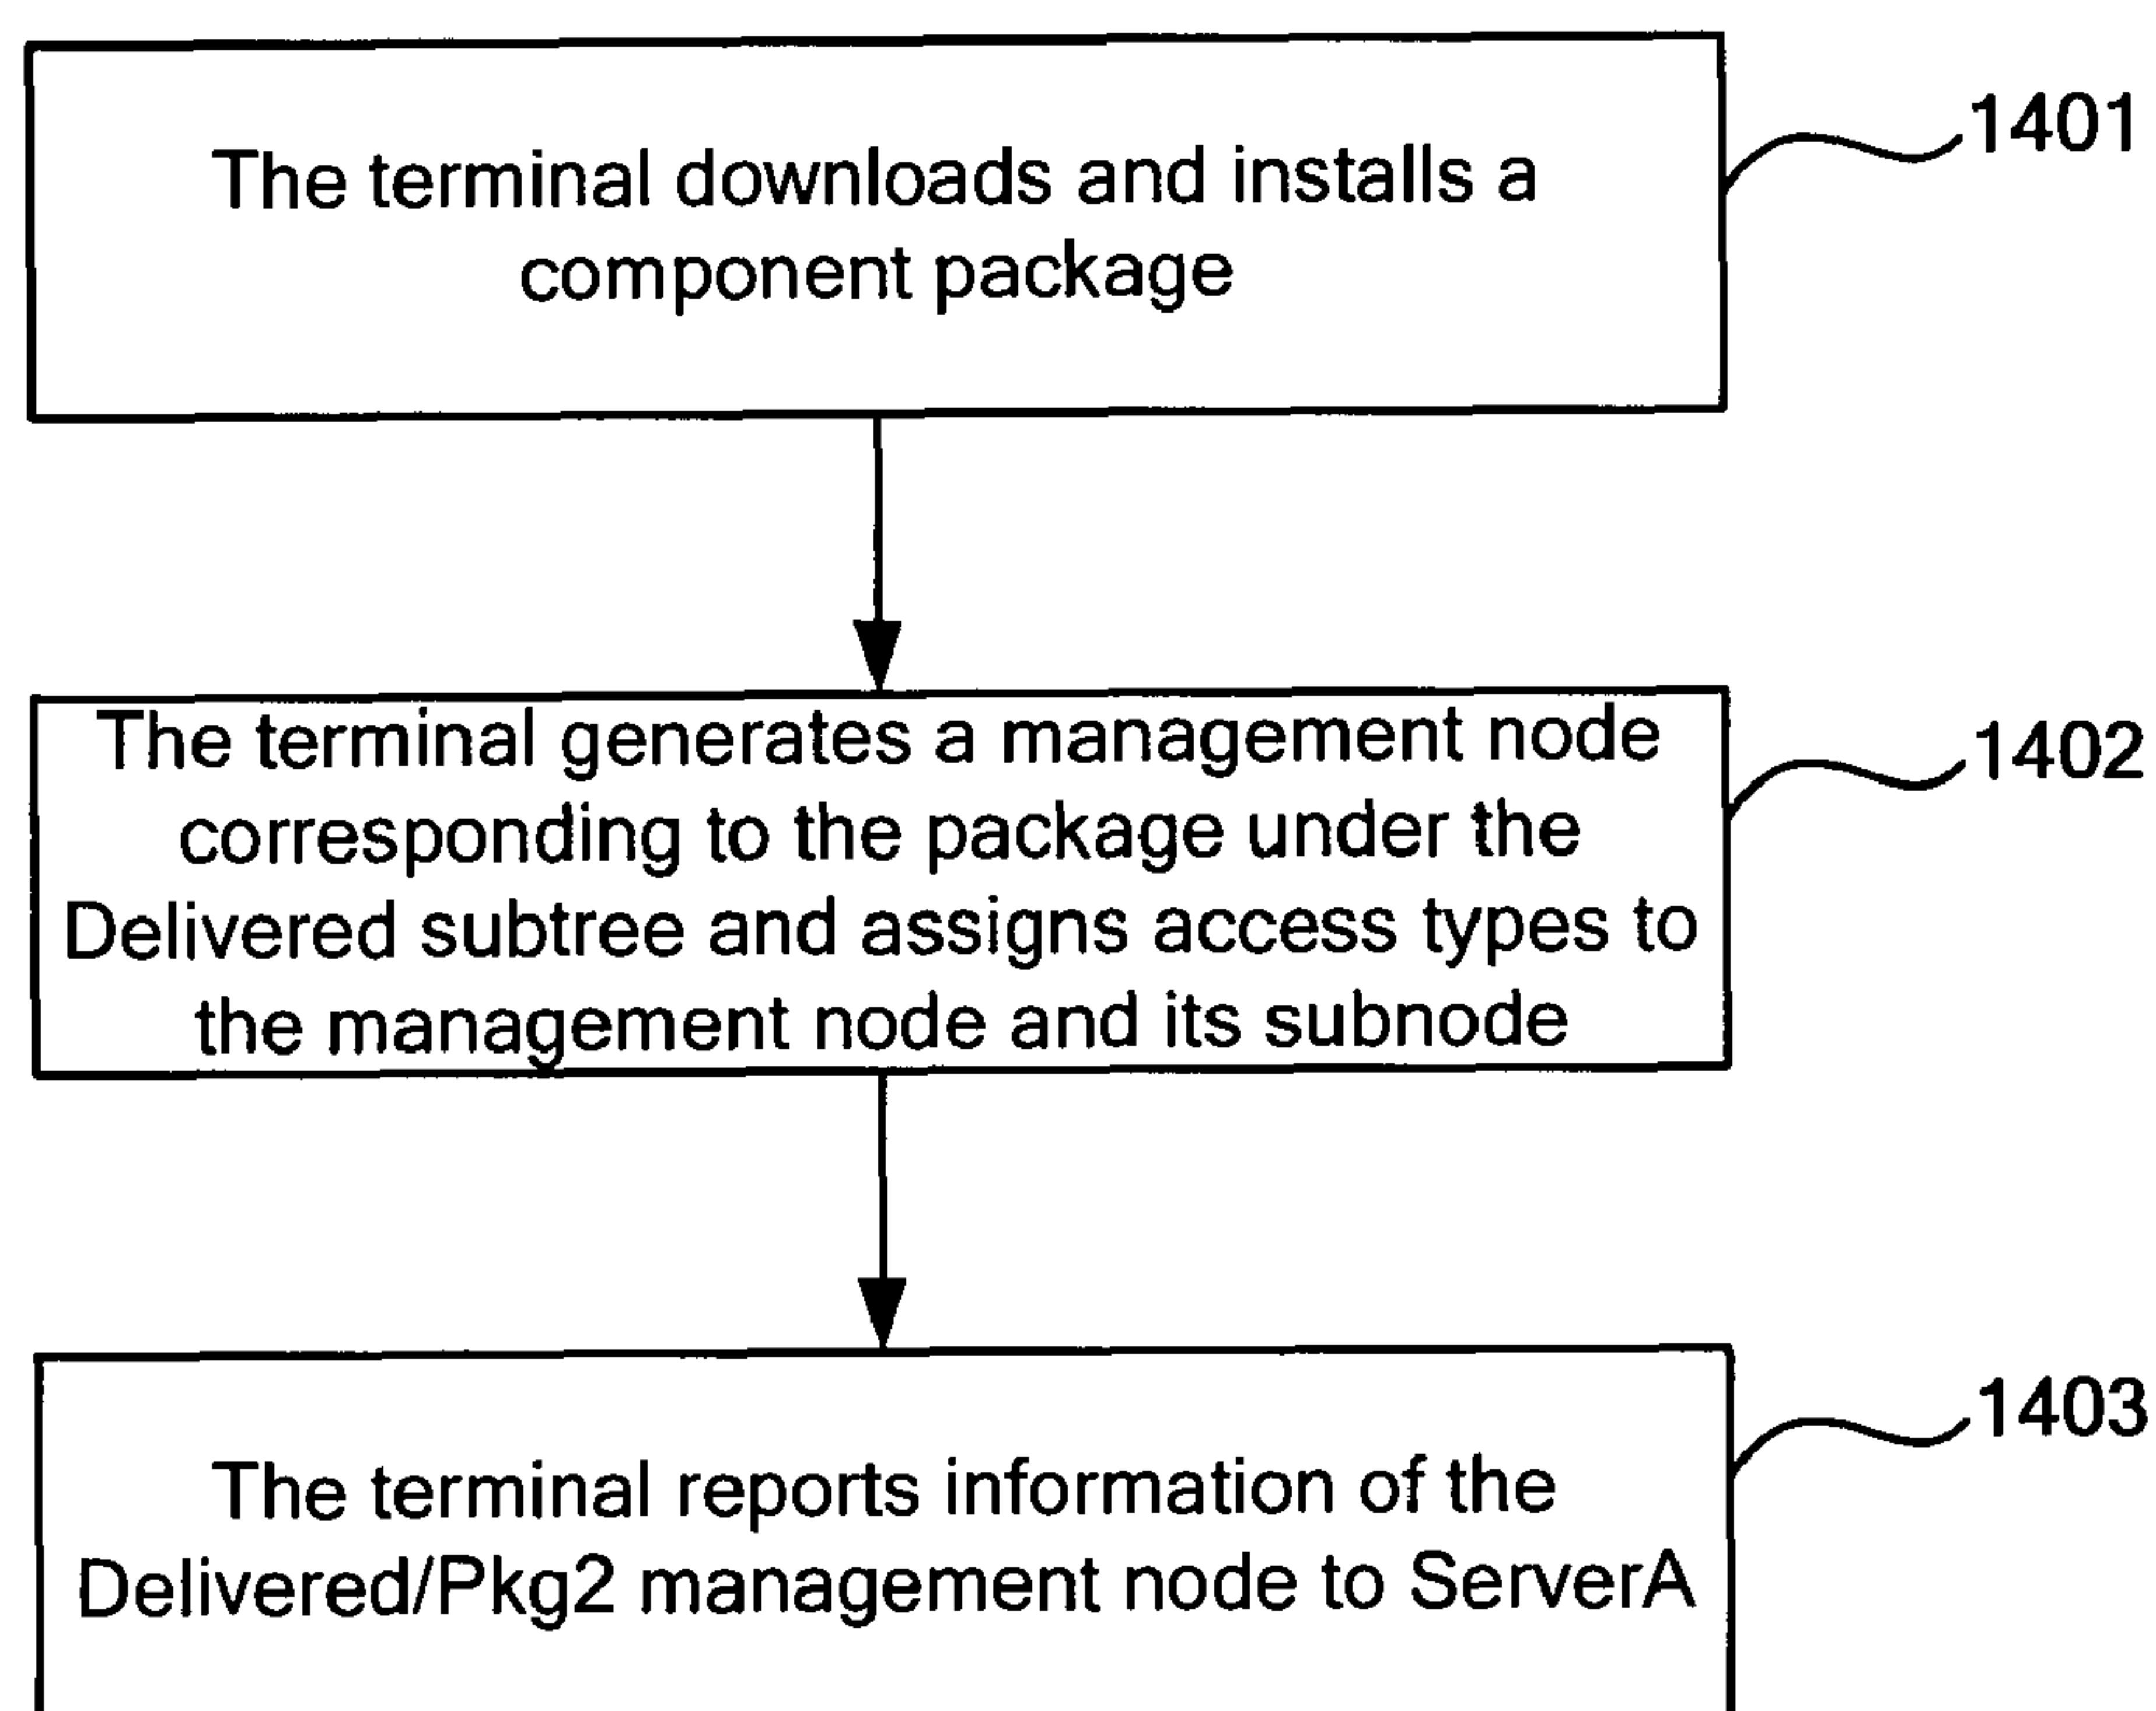 The terminal downloads and installs a
component package
1401
The terminal generates a management node
corresponding to the package under the
Delivered subtree and assigns access types to
the management node and its subnode
1402
The terminal reports information of the
Delivered/Pkg2 management node to ServerA
1403